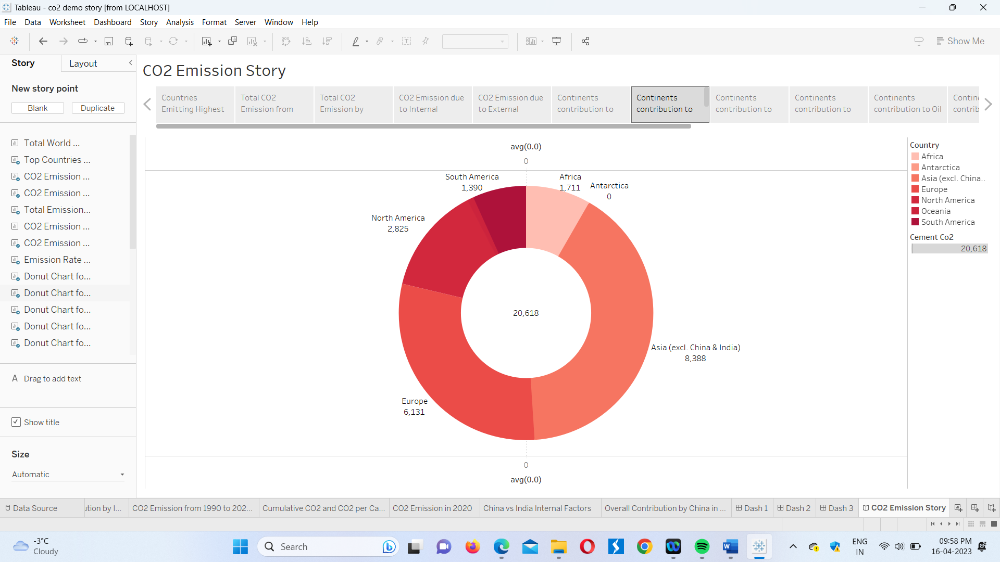 Tableau - co2 demo story [from LOCALHOST]
File Data Worksheet Dashboard Story Analysis Format Server Window Help
Show Me
Story
Layout
New story point
Blank
Duplicate
Total World ...
Top Countries ...
CO2 Emission ...
CO2 Emission ...
Total Emission...
CO2 Emission ...
CO2 Emission ...
Emission Rate ...
Donut Chart fo...
Donut Chart fo...
Donut Chart fo...
Donut Chart fo...
Donut Chart fo...
A Drag to add text
Show title
Size
Automatic
CO2 Emission Story
Countries
Emitting Highest
Total CO2
Emission from
Total CO2
Emission by
CO2 Emission due
to Internal
CO2 Emission due
to External
Continents
contribution to
Continents
contribution to
Continents
contribution to
Continents
contribution to
Continents
contribution to Oil
Contine
contrib
avg(0.0)
0
South America
1,390
Africa
1,711
Antarctica
0
North America
2,825
20,618
Asia (excl. China & India)
8,388
Europe
6,131
0
avg(0.0)
Country
Africa
Antarctica
Asia (excl. China..
Europe
North America
Oceania
South America
Cement Co2
20,618
Data Source
ution by I...
CO2 Emission from 1990 to 202...
Cumulative CO2 and CO2 per Ca...
CO2 Emission in 2020
China vs India Internal Factors
Overall Contribution by China in ...
Dash 1
Dash 2
Dash 3
CO2 Emission Story
-3°C
Cloudy
Search
ENG
IN
09:58 PM
16-04-2023